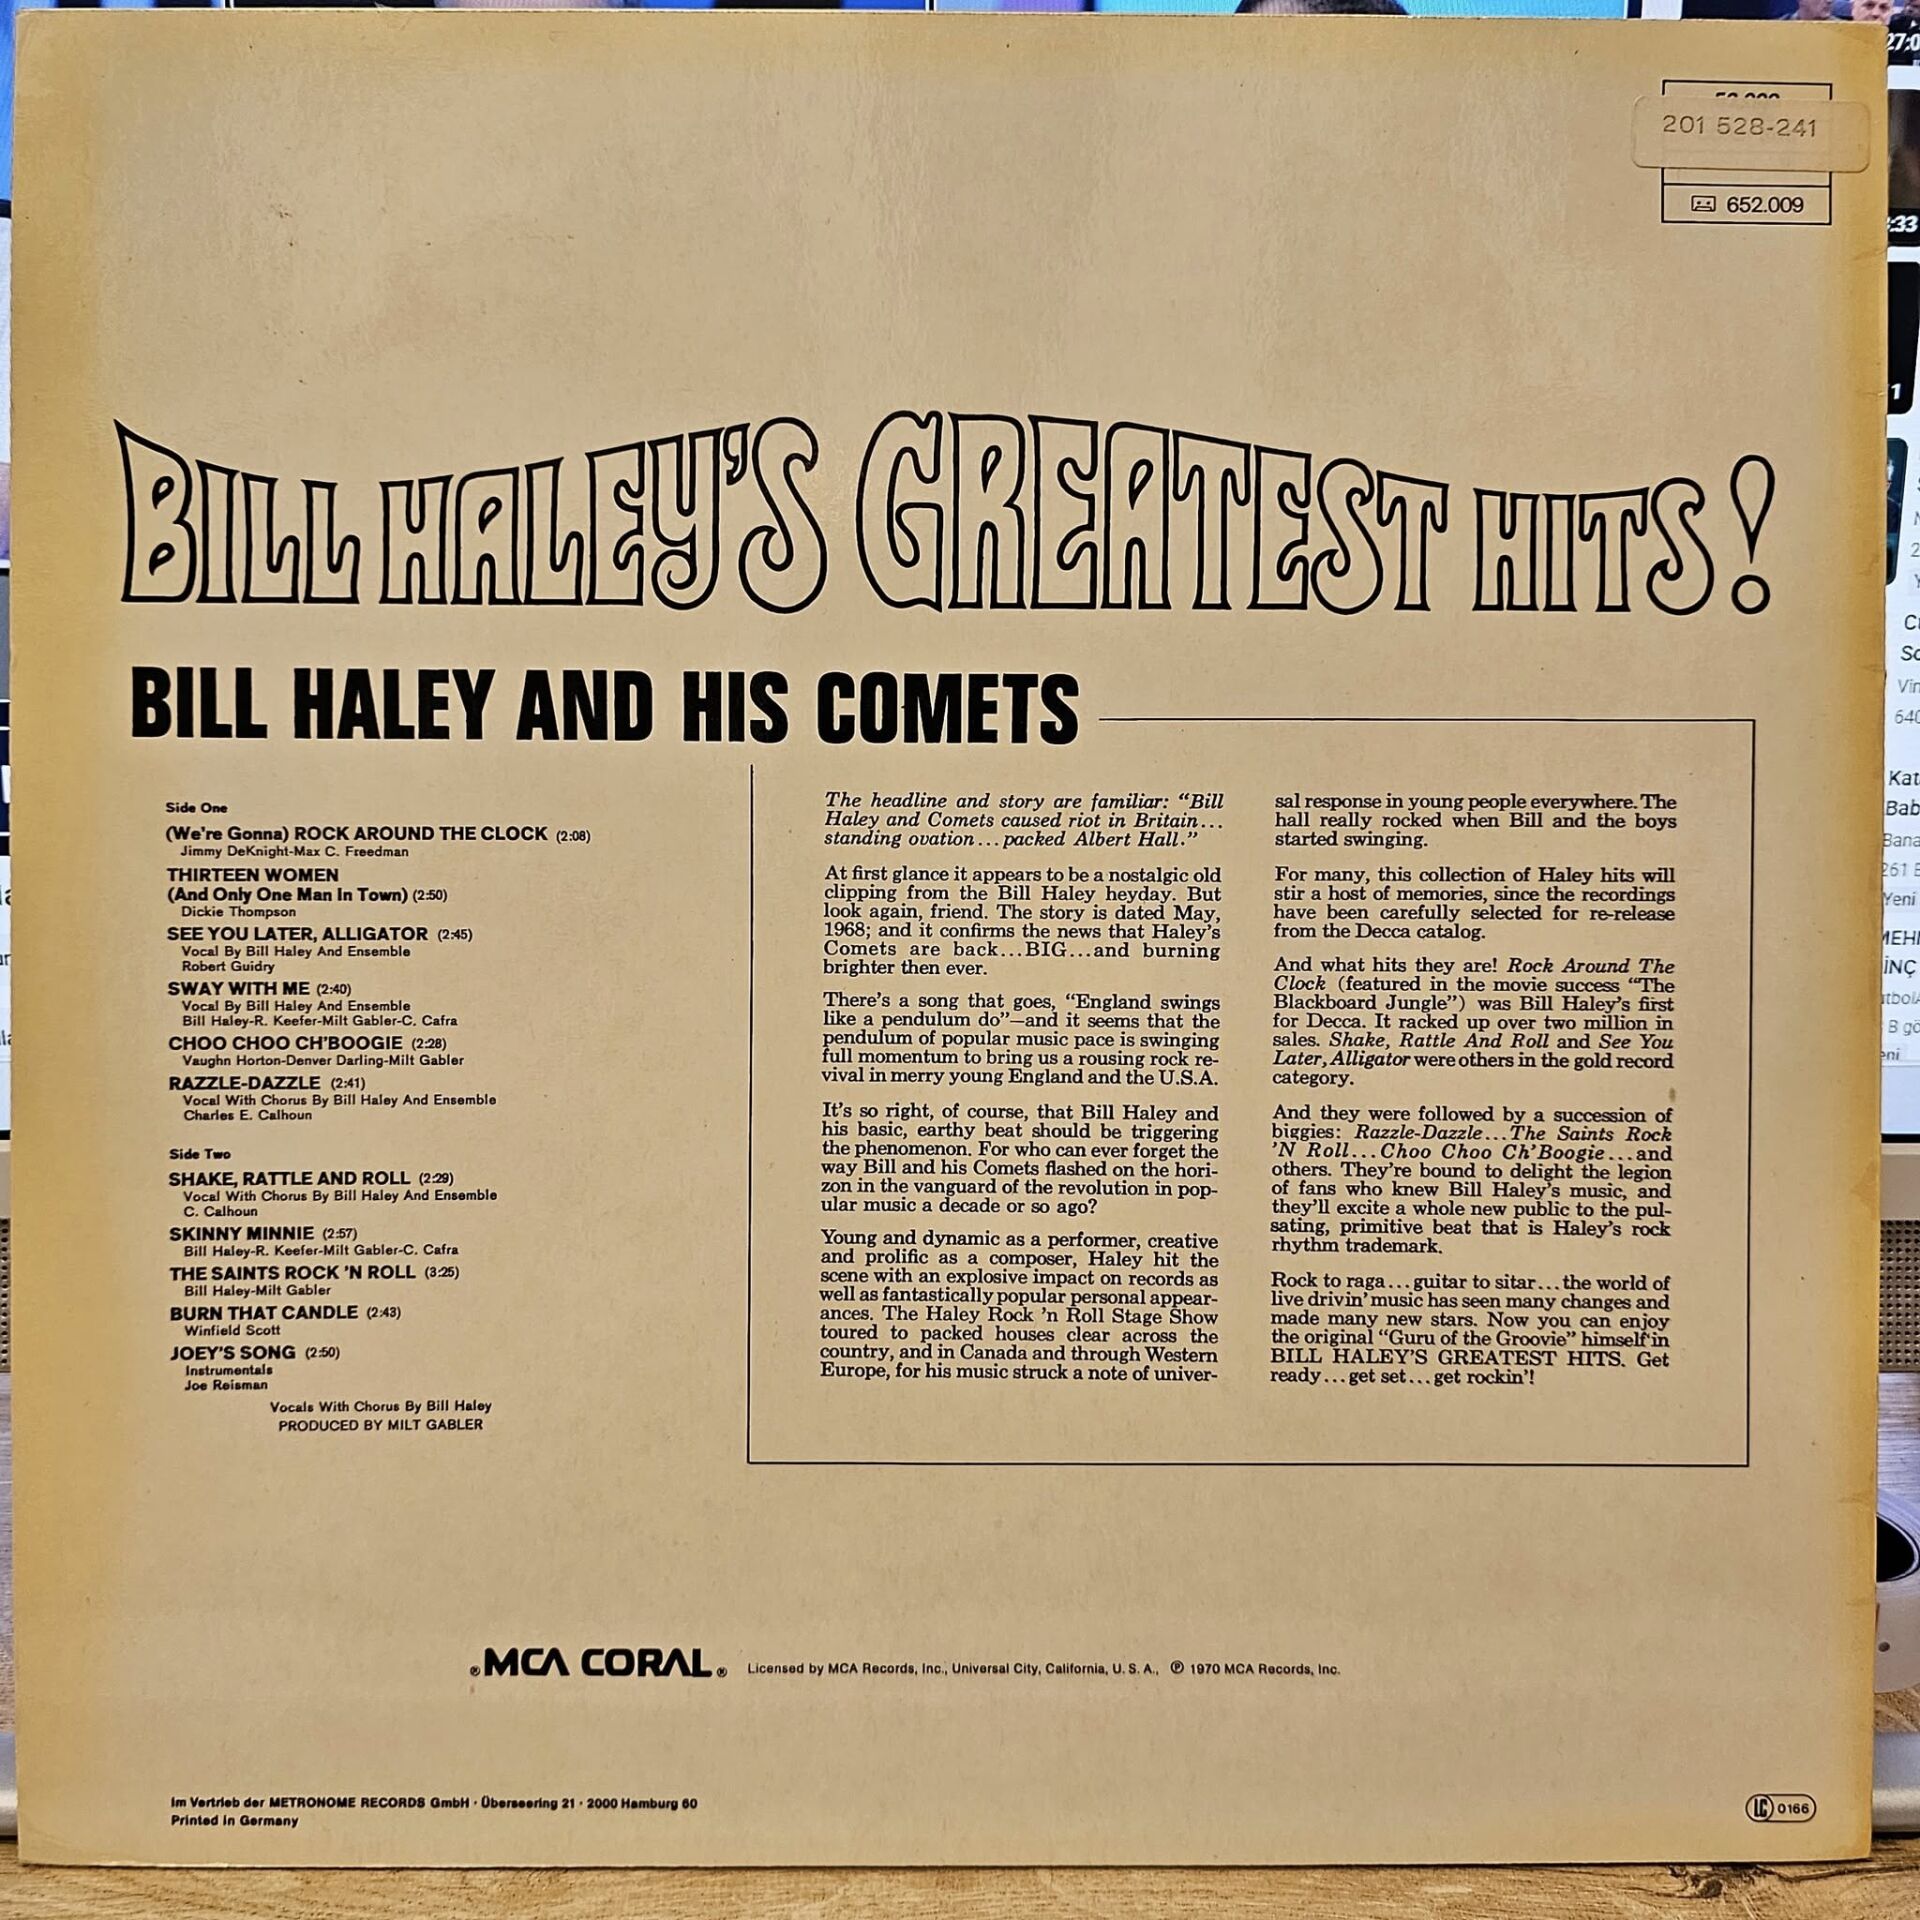 201 528-241
652.009
BILL HALEY'S GREATEST HITS!
BILL HALEY AND HIS COMETS
Side One
(We're Gonna) ROCK AROUND THE CLOCK (2:08)
Jimmy DeKnight-Max C. Freedman
THIRTEEN WOMEN
(And Only One Man In Town) (2:50)
Dickie Thompson
SEE YOU LATER, ALLIGATOR (2:45)
Vocal By Bill Haley And Ensemble
Robert Guidry
SWAY WITH ME (2:40)
Vocal By Bill Haley And Ensemble
Bill Haley-R. Keefer-Milt Gabler-C. Cafra
CHOO CHOO CH'BOOGIE (2:28)
Vaughn Horton-Denver Darling-Milt Gabler
RAZZLE-DAZZLE (2:41)
Vocal With Chorus By Bill Haley And Ensemble
Charles E. Calhoun
Side Two
SHAKE, RATTLE AND ROLL (2:29)
Vocal With Chorus By Bill Haley And Ensemble
C. Calhoun
SKINNY MINNIE (2:57)
Bill Haley-R. Keefer-Milt Gabler-C. Cafra
THE SAINTS ROCK 'N ROLL (3:25)
Bill Haley-Milt Gabler
BURN THAT CANDLE (2:43)
Winfield Scott
JOEY'S SONG (2:50)
Instrumentals
Joe Reisman
Vocals With Chorus By Bill Haley
PRODUCED BY MILT GABLER
The headline and story are familiar: “Bill
Haley and Comets caused riot in Britain...
standing ovation...packed Albert Hall.”
At first glance it appears to be a nostalgic old
clipping from the Bill Haley heyday. But
look again, friend. The story is dated May,
1968; and it confirms the news that Haley's
Comets are back...BIG...and burning
brighter then ever.
There's a song that goes, “England swings
like a pendulum do”—and it seems that the
pendulum of popular music pace is swinging
full momentum to bring us a rousing rock re-
vival in merry young England and the U.S.A.
It's so right, of course, that Bill Haley and
his basic, earthy beat should be triggering
the phenomenon. For who can ever forget the
way Bill and his Comets flashed on the hori-
zon in the vanguard of the revolution in pop-
ular music a decade or so ago?
Young and dynamic as a performer, creative
and prolific as a composer, Haley hit the
scene with an explosive impact on records as
well as fantastically popular personal appear-
ances. The Haley Rock 'n Roll Stage Show
toured to packed houses clear across the
country, and in Canada and through Western
Europe, for his music struck a note of univer-
sal response in young people everywhere. The
hall really rocked when Bill and the boys
started swinging.
For many, this collection of Haley hits will
stir a host of memories, since the recordings
have been carefully selected for re-release
from the Decca catalog.
And what hits they are! Rock Around The
Clock (featured in the movie success “The
Blackboard Jungle”) was Bill Haley's first
for Decca. It racked up over two million in
sales. Shake, Rattle And Roll and See You
Later, Alligator were others in the gold record
category.
And they were followed by a succession of
biggies: Razzle-Dazzle...The Saints Rock
'N Roll...Choo Choo Ch'Boogie...and
others. They're bound to delight the legion
of fans who knew Bill Haley's music, and
they'll excite a whole new public to the pul-
sating, primitive beat that is Haley's rock
rhythm trademark.
Rock to raga...guitar to sitar...the world of
live drivin' music has seen many changes and
made many new stars. Now you can enjoy
the original “Guru of the Groovie” himself in
BILL HALEY'S GREATEST HITS. Get
ready...get set...get rockin'!
® MCA CORAL ® Licensed by MCA Records, Inc., Universal City, California, U. S. A., ℗ 1970 MCA Records, Inc.
Im Vertrieb der METRONOME RECORDS GmbH · Überseering 21 · 2000 Hamburg 60
Printed in Germany
LC 0166